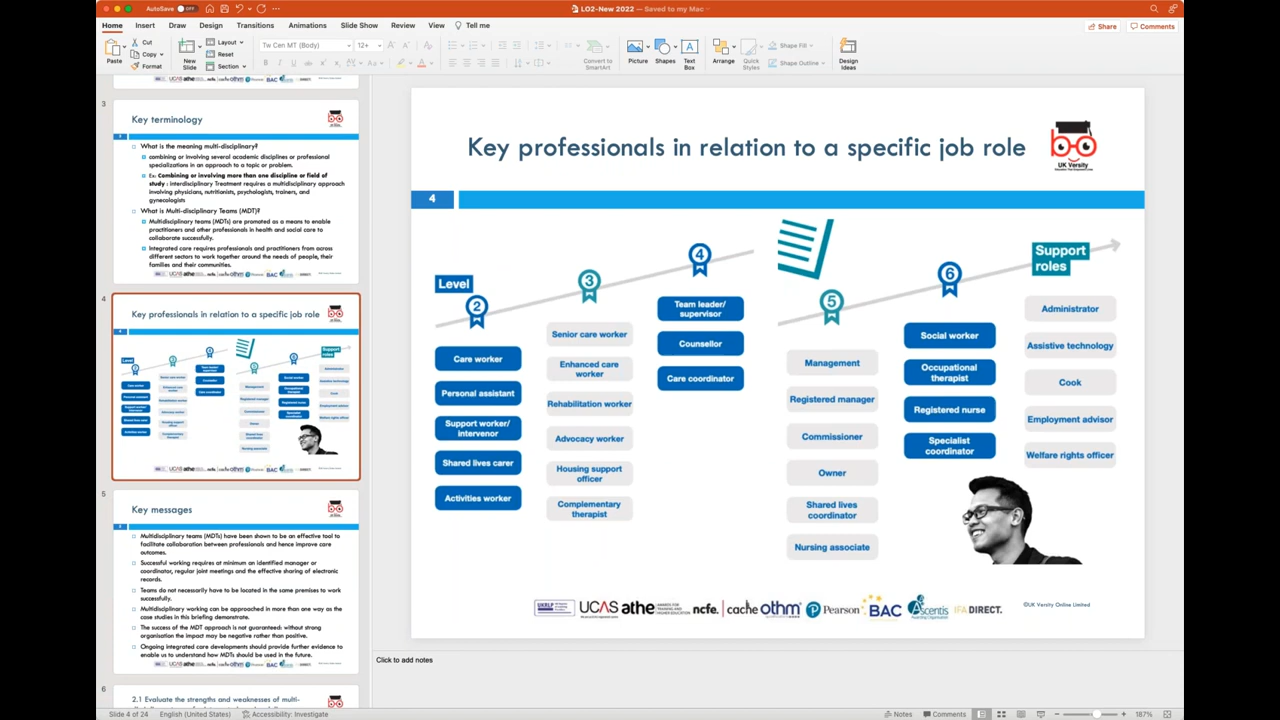 AutoSave OFF
LO2-New 2022 — Saved to my Mac
Home Insert Draw Design Transitions Animations Slide Show Review View Tell me
Share Comments
Paste
Cut
Copy
Format
New Slide
Layout
Reset
Section
Tw Cen MT (Body) 12+
Convert to SmartArt
Picture Shapes Text Box Arrange Quick Styles
Shape Fill
Shape Outline
Design Ideas
3
Key terminology
3
What is the meaning multi-disciplinary?
combining or involving several academic disciplines or professional
specializations in an approach to a topic or problem.
Ex: Combining or involving more than one discipline or field of
study : interdisciplinary Treatment requires a multidisciplinary approach
involving physicians, nutritionists, psychologists, trainers, and
gynecologists
What is Multi-disciplinary Teams (MDT)?
Multidisciplinary teams (MDTs) are promoted as a means to enable
practitioners and other professionals in health and social care to
collaborate successfully.
Integrated care requires professionals and practitioners from across
different sectors to work together around the needs of people, their
families and their communities.
4
Key professionals in relation to a specific job role
5
Key messages
Multidisciplinary teams (MDTs) have been shown to be an effective tool to
facilitate collaboration between professionals and hence improve care
outcomes.
Successful working requires at minimum an identified manager or
coordinator, regular joint meetings and the effective sharing of electronic
records.
Teams do not necessarily have to be located in the same premises to work
successfully.
Multidisciplinary working can be approached in more than one way as the
case studies in this briefing demonstrate.
The success of the MDT approach is not guaranteed: without strong
organisation the impact may be negative rather than positive.
Ongoing integrated care developments should provide further evidence to
enable us to understand how MDTs should be used in the future.
6
2.1 Evaluate the strengths and weaknesses of multi-
Key professionals in relation to a specific job role
UK Versity
4
Level
2
Care worker
Personal assistant
Support worker/
intervenor
Shared lives carer
Activities worker
3
Senior care worker
Enhanced care
worker
Rehabilitation worker
Advocacy worker
Housing support
officer
Complementary
therapist
4
Team leader/
supervisor
Counsellor
Care coordinator
5
Management
Registered manager
Commissioner
Owner
Shared lives
coordinator
Nursing associate
6
Social worker
Occupational
therapist
Registered nurse
Specialist
coordinator
Support
roles
Administrator
Assistive technology
Cook
Employment advisor
Welfare rights officer
UKRLP UCAS athe ncfe. cache othm Pearson BAC Ascentis IFA DIRECT.
©UK Versity Online Limited
Click to add notes
Slide 4 of 24 English (United States) Accessibility: Investigate
Notes Comments 187%